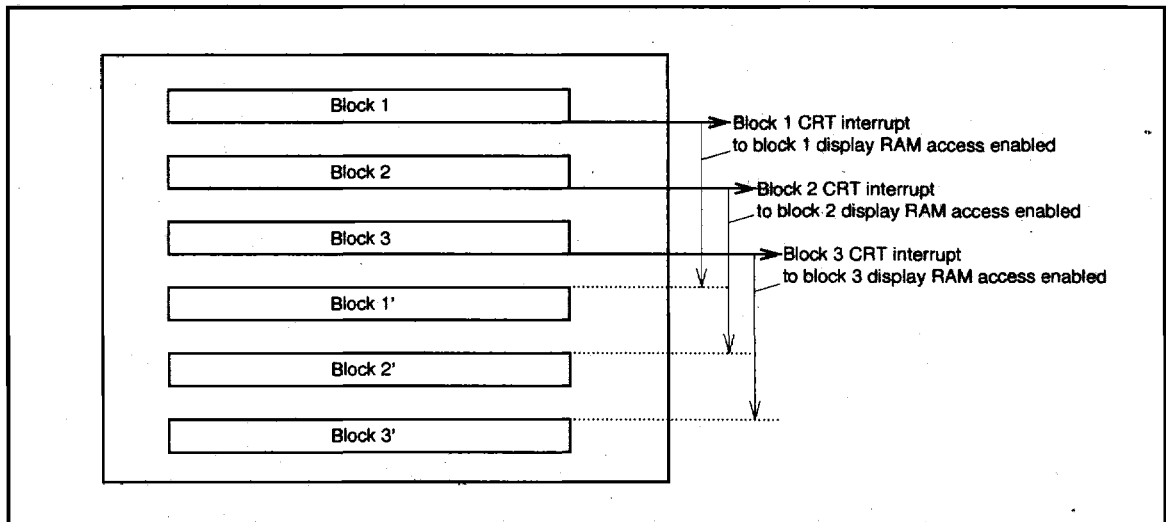 Block 1
Block 1 CRT interrupt
to block 1 display RAM access enabled
Block 2
Block 2 CRT interrupt
to block 2 display RAM access enabled
Block 3
Block 3 CRT interrupt
to block 3 display RAM access enabled
Block 1'
Block 2'
Block 3'